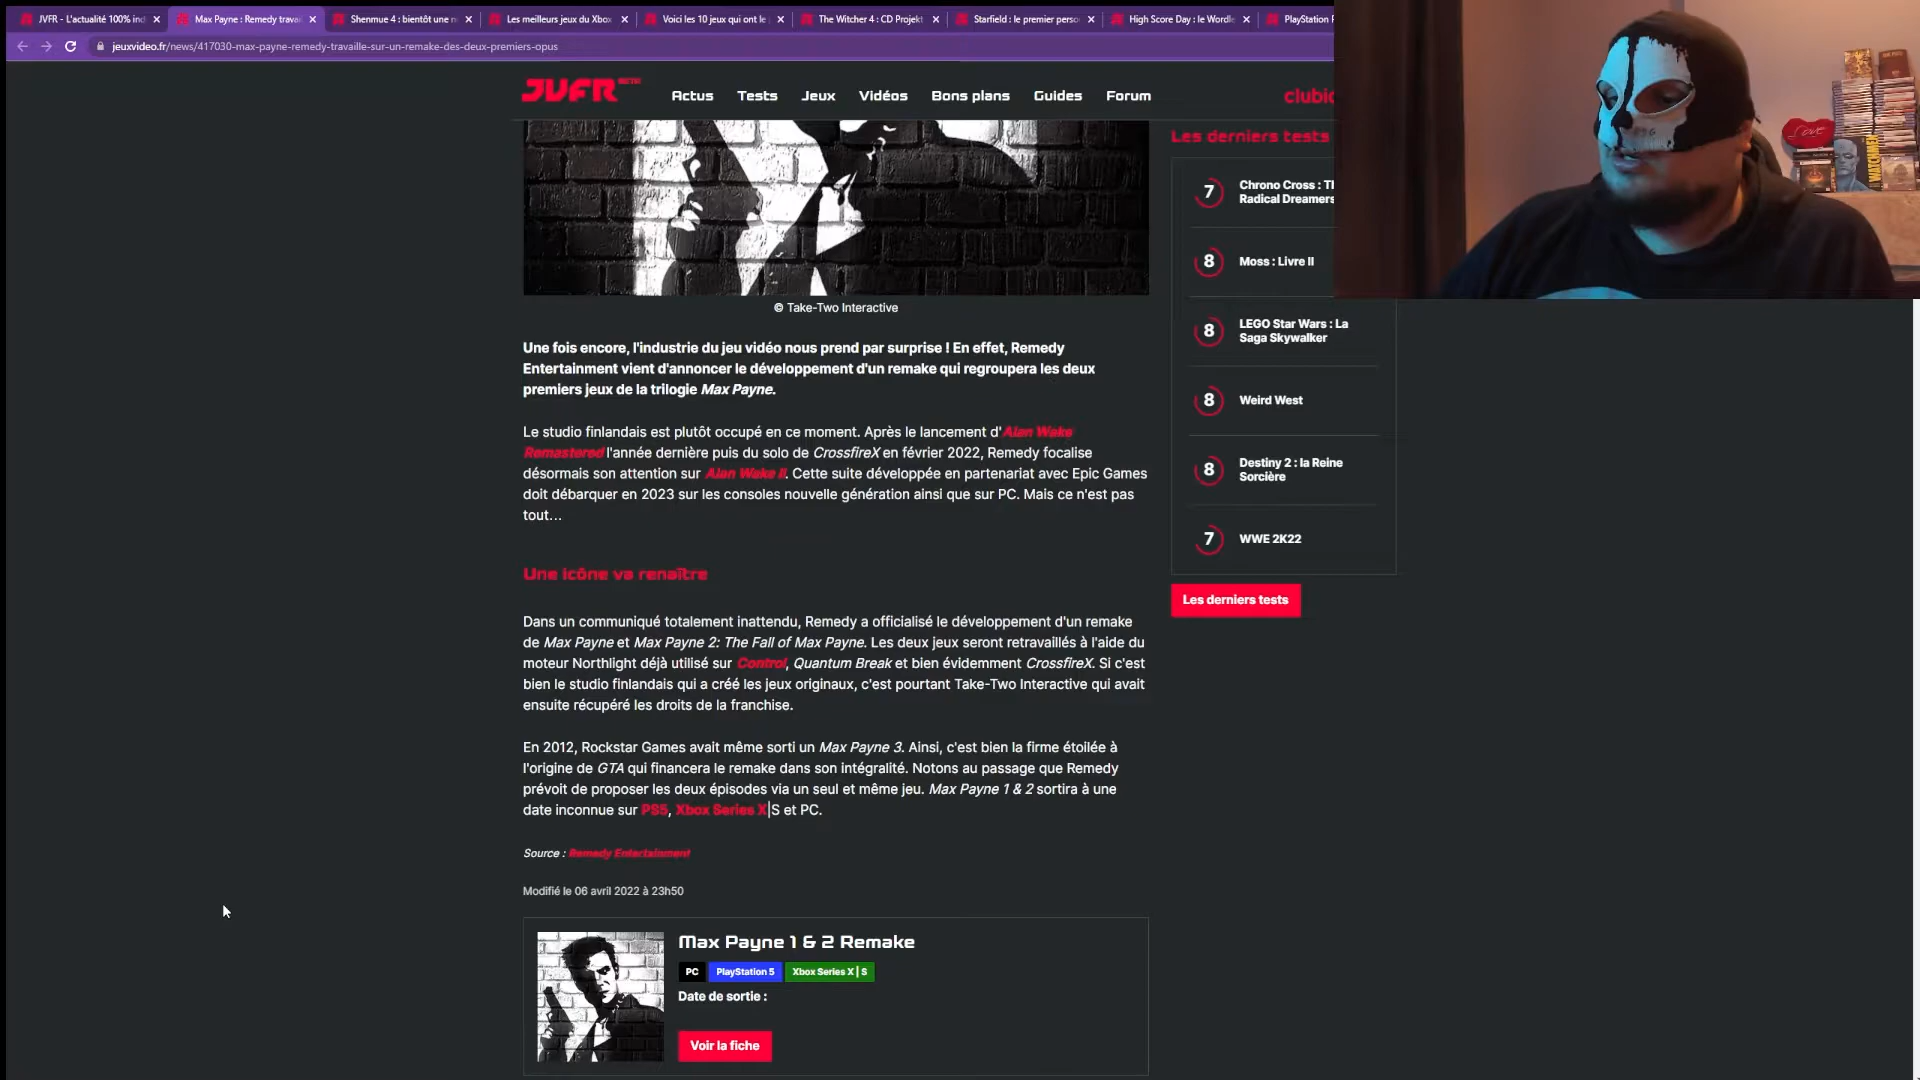 JVFR - L'actualité 100% ind
Max Payne : Remedy travai
Shenmue 4 : bientôt une n
Les meilleurs jeux du Xbox
Voici les 10 jeux qui ont le
The Witcher 4 : CD Projekt
Starfield : le premier perso
High Score Day : le Wordle
PlayStation P
jeuxvideo.fr/news/417030-max-payne-remedy-travaille-sur-un-remake-des-deux-premiers-opus
JVFR BETA
Actus
Tests
Jeux
Vidéos
Bons plans
Guides
Forum
clubic
© Take-Two Interactive
Une fois encore, l'industrie du jeu vidéo nous prend par surprise ! En effet, Remedy
Entertainment vient d'annoncer le développement d'un remake qui regroupera les deux
premiers jeux de la trilogie Max Payne.
Le studio finlandais est plutôt occupé en ce moment. Après le lancement d'Alan Wake
Remastered l'année dernière puis du solo de CrossfireX en février 2022, Remedy focalise
désormais son attention sur Alan Wake II. Cette suite développée en partenariat avec Epic Games
doit débarquer en 2023 sur les consoles nouvelle génération ainsi que sur PC. Mais ce n'est pas
tout…
Une icône va renaître
Dans un communiqué totalement inattendu, Remedy a officialisé le développement d'un remake
de Max Payne et Max Payne 2: The Fall of Max Payne. Les deux jeux seront retravaillés à l'aide du
moteur Northlight déjà utilisé sur Control, Quantum Break et bien évidemment CrossfireX. Si c'est
bien le studio finlandais qui a créé les jeux originaux, c'est pourtant Take-Two Interactive qui avait
ensuite récupéré les droits de la franchise.
En 2012, Rockstar Games avait même sorti un Max Payne 3. Ainsi, c'est bien la firme étoilée à
l'origine de GTA qui financera le remake dans son intégralité. Notons au passage que Remedy
prévoit de proposer les deux épisodes via un seul et même jeu. Max Payne 1 & 2 sortira à une
date inconnue sur PS5, Xbox Series X|S et PC.
Source : Remedy Entertainment
Modifié le 06 avril 2022 à 23h50
Max Payne 1 & 2 Remake
PC
PlayStation 5
Xbox Series X | S
Date de sortie :
Voir la fiche
Les derniers tests
7
Chrono Cross : Th
Radical Dreamers
8
Moss : Livre II
8
LEGO Star Wars : La
Saga Skywalker
8
Weird West
8
Destiny 2 : la Reine
Sorcière
7
WWE 2K22
Les derniers tests
Love
WATCHMEN